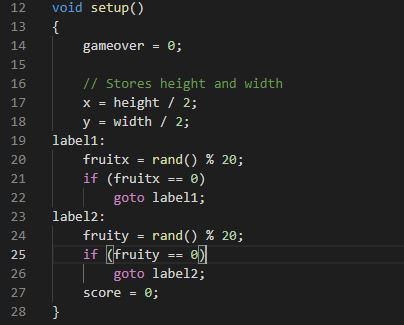 12 void setup()
13 {
14     gameover = 0;
15
16     // Stores height and width
17     x = height / 2;
18     y = width / 2;
19 label1:
20     fruitx = rand() % 20;
21     if (fruitx == 0)
22         goto label1;
23 label2:
24     fruity = rand() % 20;
25     if (fruity == 0)
26         goto label2;
27     score = 0;
28 }